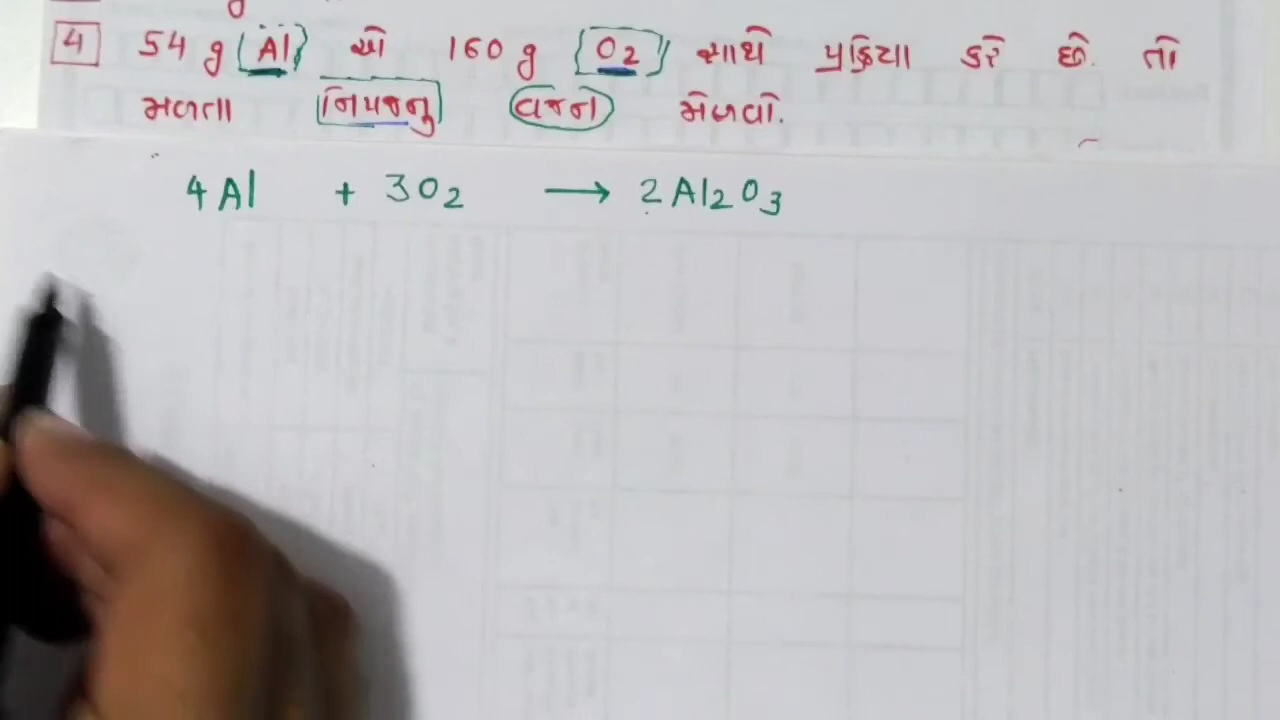 4 54 g Al એ 160 g O2 સાથે પ્રક્રિયા કરે છે. તો
મળતા નિપજનુ વજન મેળવો.
4Al + 3O2 → 2Al2O3